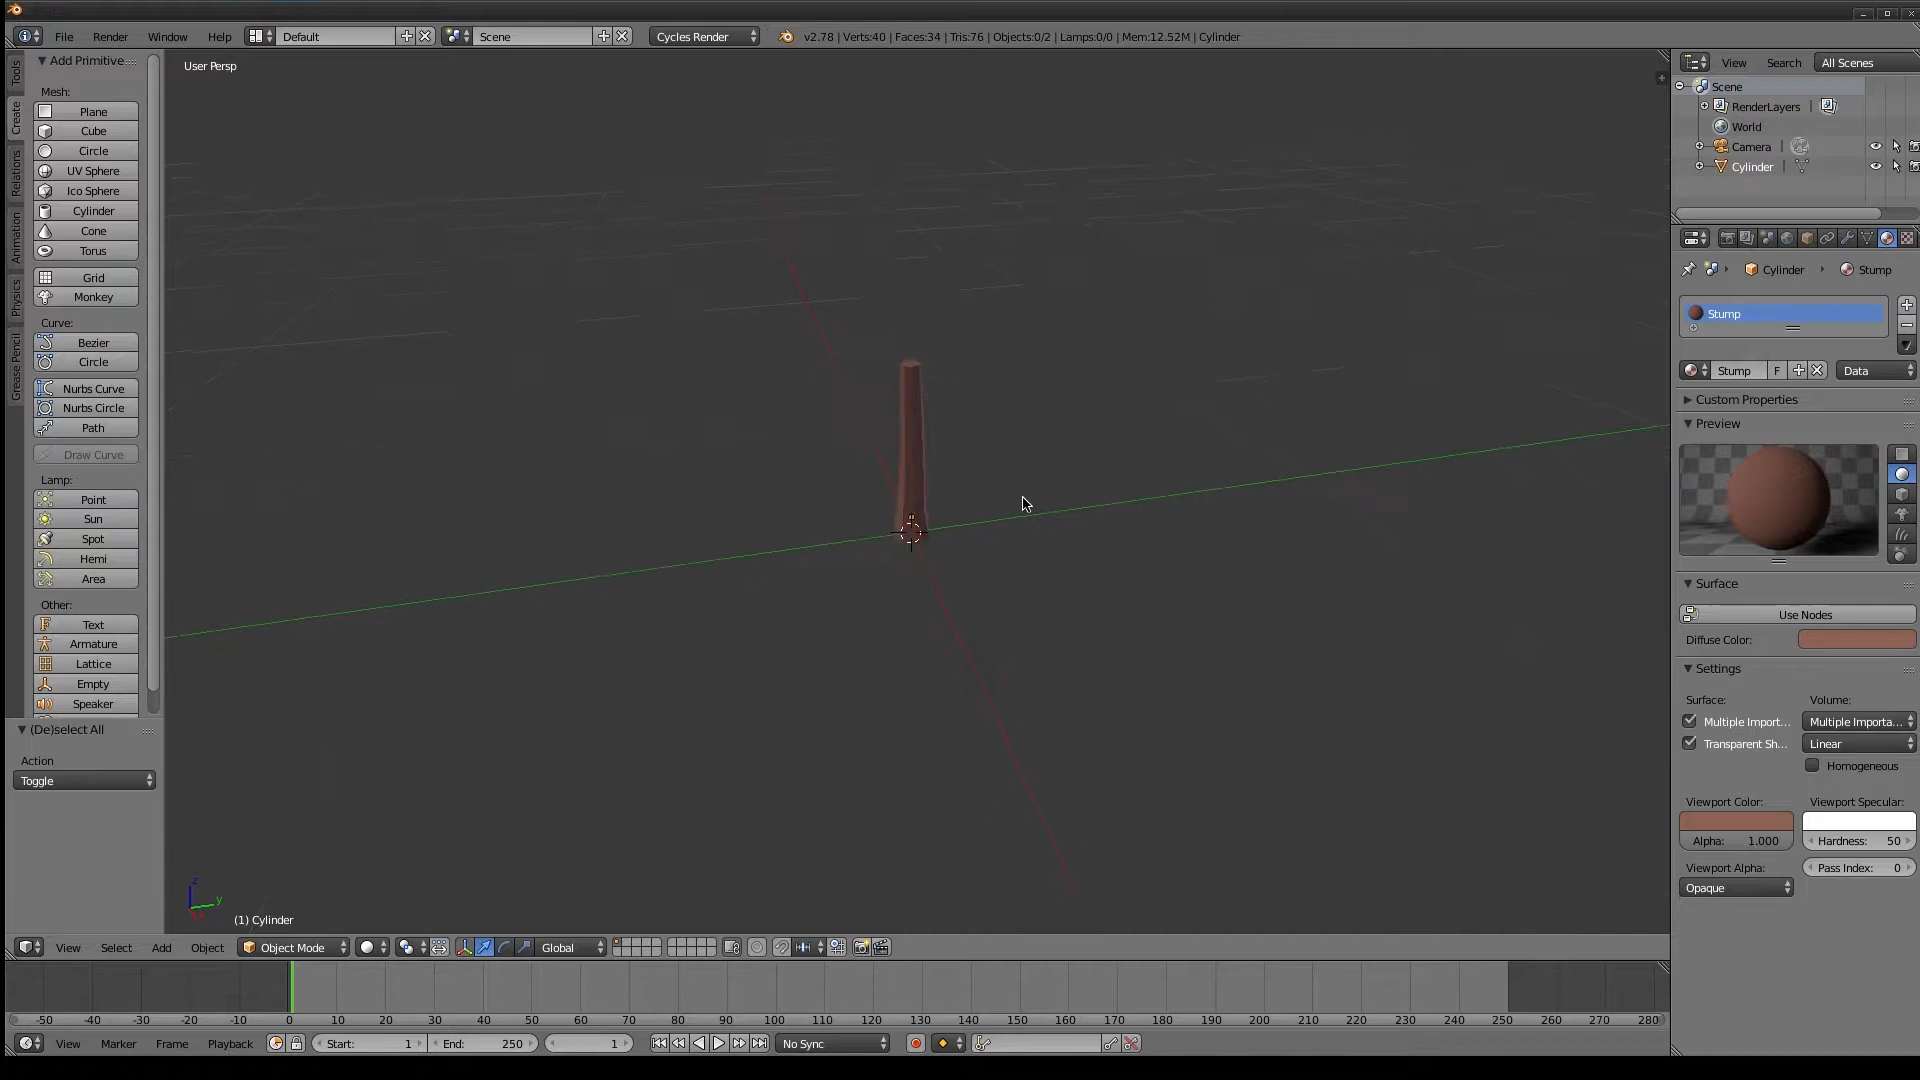 File Render Window Help Default Scene Cycles Render v2.78 | Verts:40 | Faces:34 | Tris:76 | Objects:0/2 | Lamps:0/0 | Mem:12.52M | Cylinder
Tools
Create
Relations
Animation
Physics
Grease Pencil
Add Primitive
Mesh:
Plane
Cube
Circle
UV Sphere
Ico Sphere
Cylinder
Cone
Torus
Grid
Monkey
Curve:
Bezier
Circle
Nurbs Curve
Nurbs Circle
Path
Draw Curve
Lamp:
Point
Sun
Spot
Hemi
Area
Other:
Text
Armature
Lattice
Empty
Speaker
(De)select All
Action
Toggle
User Persp
z
y
(1) Cylinder
View Select Add Object Object Mode Global
-50 -40 -30 -20 -10 0 10 20 30 40 50 60 70 80 90 100 110 120 130 140 150 160 170 180 190 200 210 220 230 240 250 260 270 280
View Marker Frame Playback Start: 1 End: 250 1 No Sync
View Search All Scenes
Scene
RenderLayers |
World
Camera |
Cylinder |
Cylinder Stump
Stump
Stump F Data
Custom Properties
Preview
Surface
Use Nodes
Diffuse Color:
Settings
Surface: Volume:
Multiple Import... Multiple Importa...
Transparent Sh... Linear
Homogeneous
Viewport Color: Viewport Specular:
Alpha: 1.000 Hardness: 50
Viewport Alpha: Pass Index: 0
Opaque